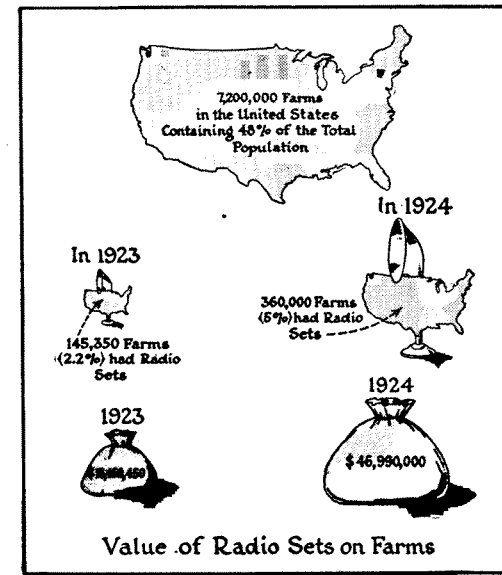 7,200,000 Farms
in the United States
Containing 48% of the Total
Population
In 1923
In 1924
145,350 Farms
(2.2%) had Radio
Sets
360,000 Farms
(5%) had Radio
Sets
1923
1924
$ 46,990,000
Value of Radio Sets on Farms